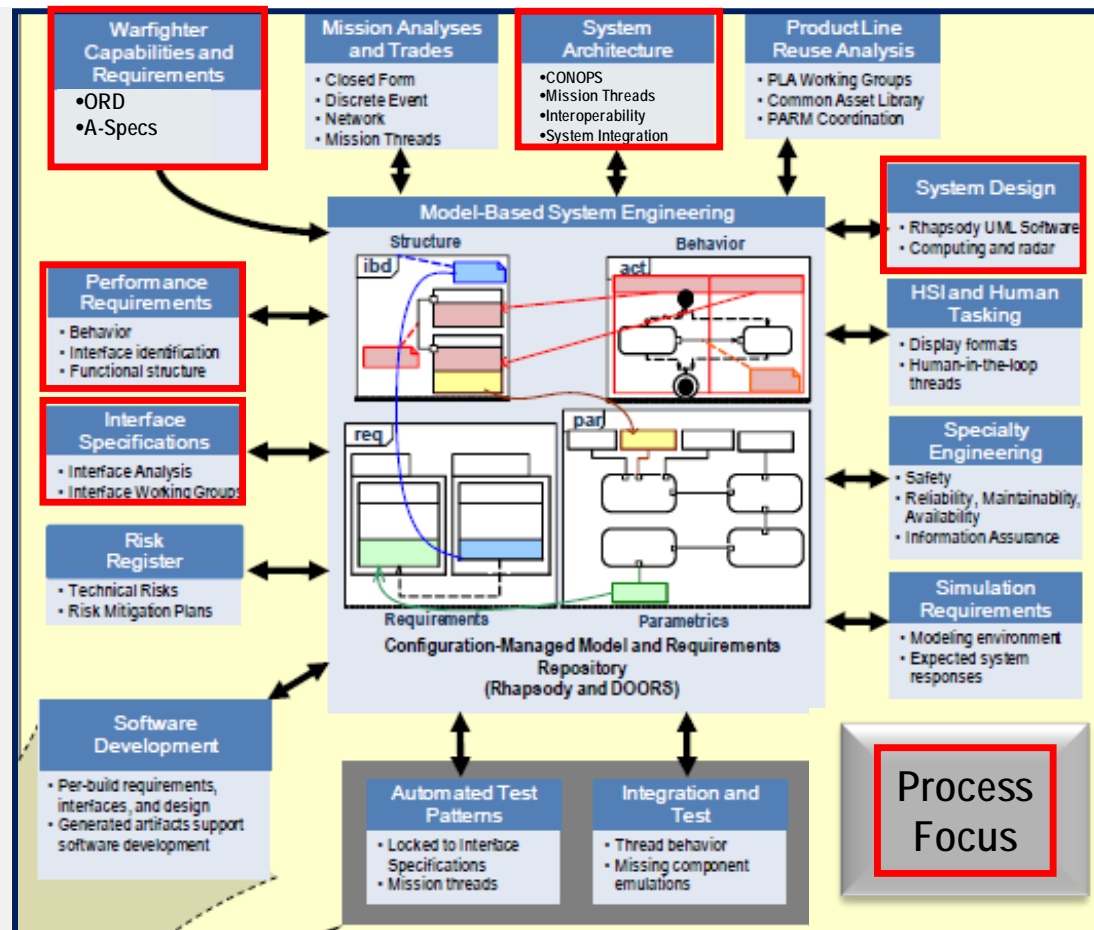 Warfighter
Capabilities and
Requirements
•ORD
•A-Specs
Mission Analyses
and Trades
• Closed Form
• Discrete Event
• Network
• Mission Threads
System
Architecture
•CONOPS
•Mission Threads
•Interoperability
•System Integration
Product Line
Reuse Analysis
• PLA Working Groups
• Common Asset Library
• PARM Coordination
System Design
• Rhapsody UML Software
• Computing and radar
Model-Based System Engineering
Structure
Behavior
ibd
act
Performance
Requirements
• Behavior
• Interface identification
• Functional structure
HSI and Human
Tasking
• Display formats
• Human-in-the-loop
threads
Interface
Specifications
• Interface Analysis
• Interface Working Groups
req
par
Specialty
Engineering
• Safety
• Reliability, Maintainability,
Availability
• Information Assurance
Risk
Register
• Technical Risks
• Risk Mitigation Plans
Simulation
Requirements
• Modeling environment
• Expected system
responses
Requirements
Parametrics
Configuration-Managed Model and Requirements
Repository
(Rhapsody and DOORS)
Software
Development
• Per-build requirements,
interfaces, and design
• Generated artifacts support
software development
Automated Test
Patterns
• Locked to Interface
Specifications
• Mission threads
Integration and
Test
• Thread behavior
• Missing component
emulations
Process
Focus